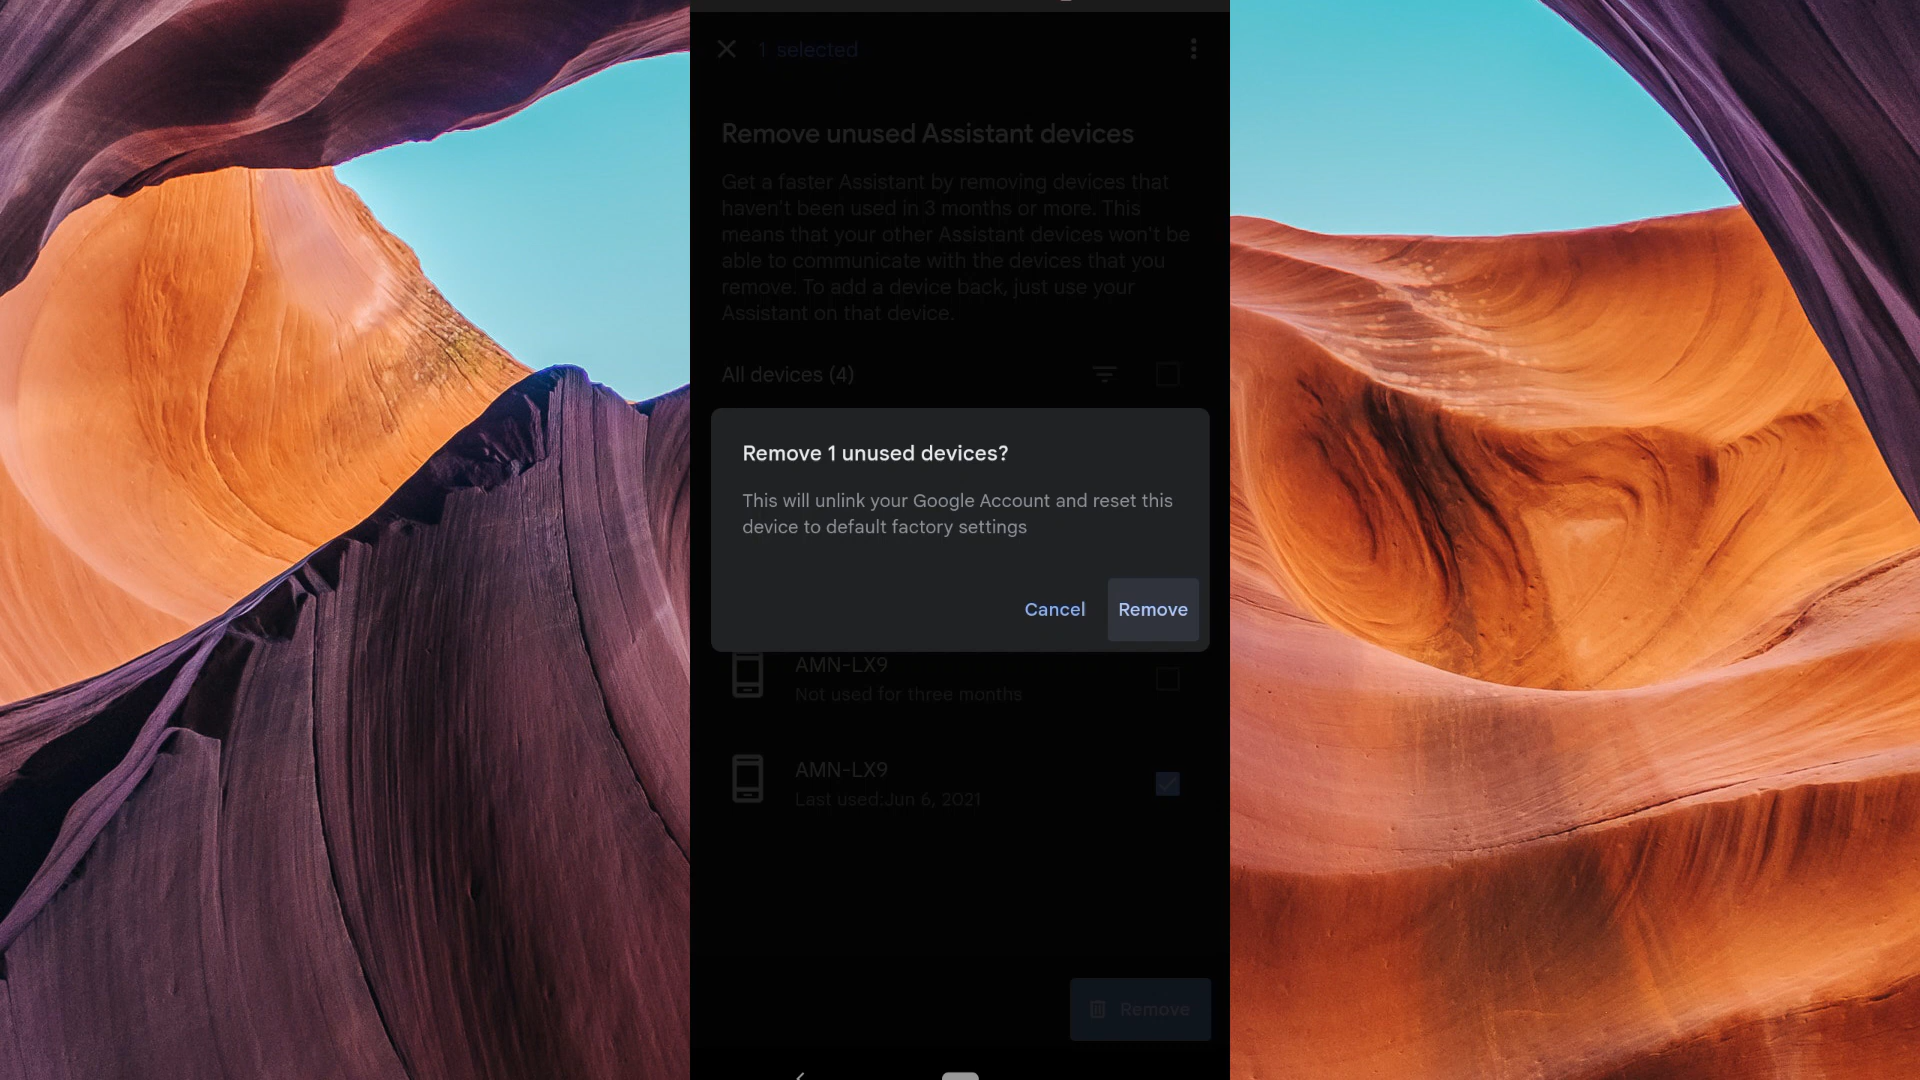 1 selected
Remove unused Assistant devices
Get a faster Assistant by removing devices that
haven't been used in 3 months or more. This
means that your other Assistant devices won't be
able to communicate with the devices that you
remove. To add a device back, just use your
Assistant on that device.
All devices (4)
Remove 1 unused devices?
This will unlink your Google Account and reset this
device to default factory settings
Cancel Remove
AMN-LX9
Not used for three months
AMN-LX9
Last used:Jun 6, 2021
Remove